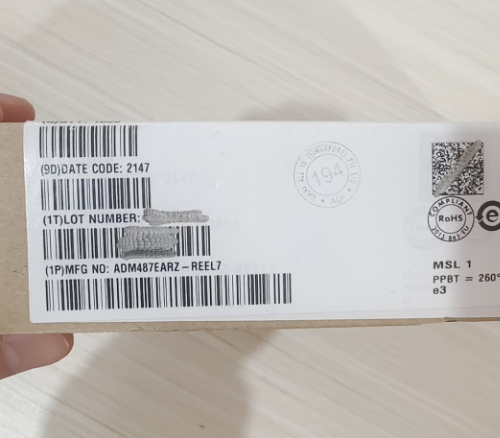 (9D)DATE CODE: 2147
(1T)LOT NUMBER:
(1P)MFG NO: ADM487EARZ-REEL7
194
ADI
COMPLIANT
RoHS
MSL 1
PPBT = 260°
e3